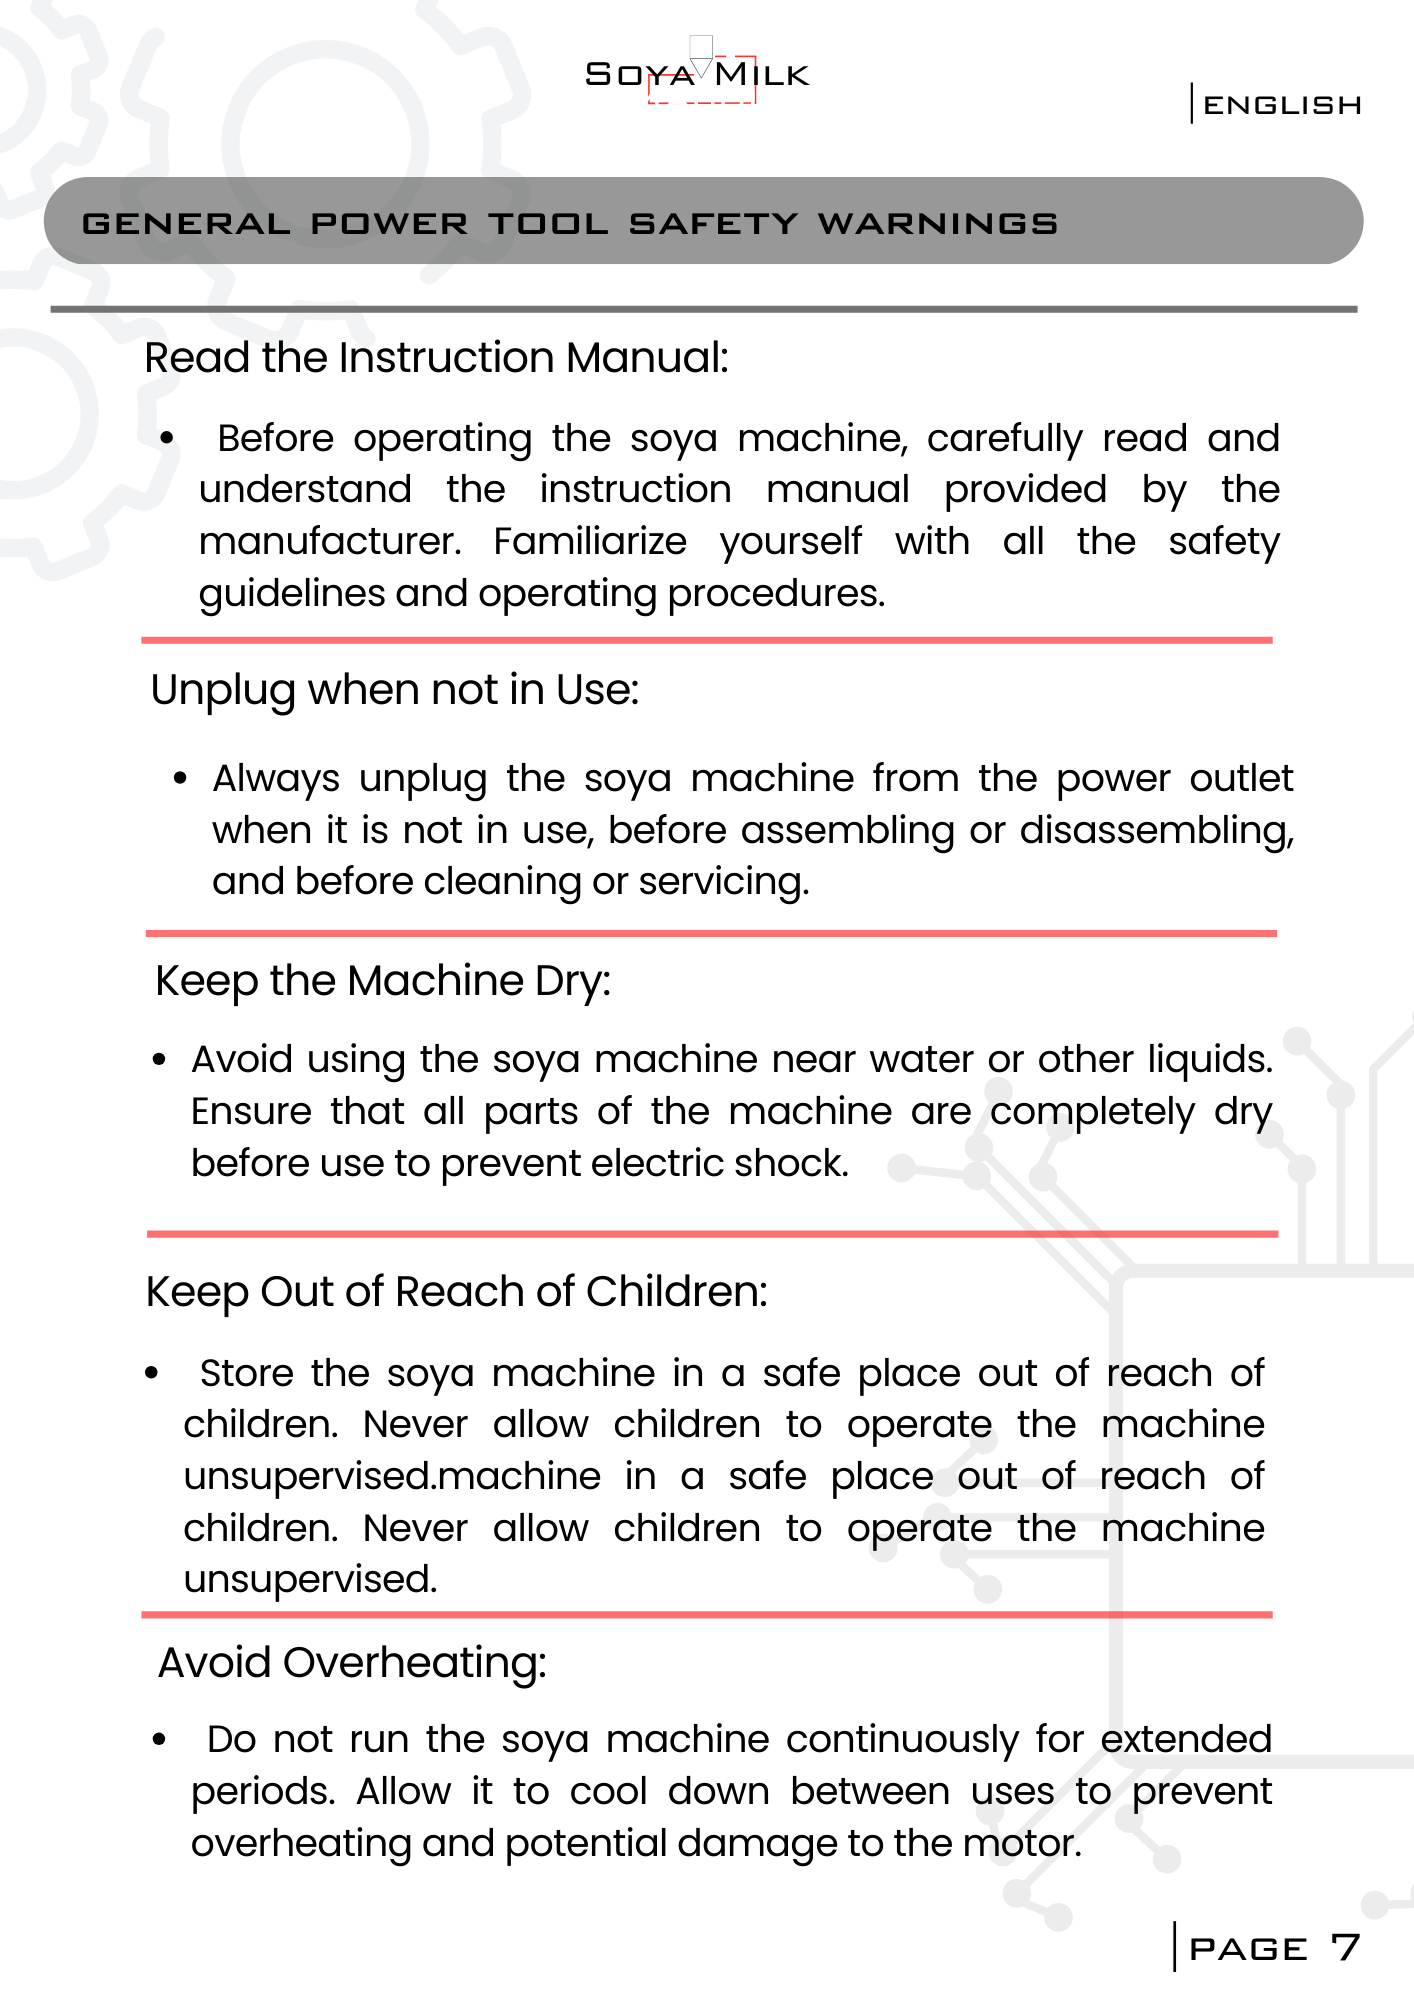 SOYA MILK
ENGLISH
GENERAL POWER TOOL SAFETY WARNINGS
Read the Instruction Manual:
• Before operating the soya machine, carefully read and
understand the instruction manual provided by the
manufacturer. Familiarize yourself with all the safety
guidelines and operating procedures.
Unplug when not in Use:
• Always unplug the soya machine from the power outlet
when it is not in use, before assembling or disassembling,
and before cleaning or servicing.
Keep the Machine Dry:
• Avoid using the soya machine near water or other liquids.
Ensure that all parts of the machine are completely dry
before use to prevent electric shock.
Keep Out of Reach of Children:
• Store the soya machine in a safe place out of reach of
children. Never allow children to operate the machine
unsupervised.machine in a safe place out of reach of
children. Never allow children to operate the machine
unsupervised.
Avoid Overheating:
• Do not run the soya machine continuously for extended
periods. Allow it to cool down between uses to prevent
overheating and potential damage to the motor.
PAGE 7